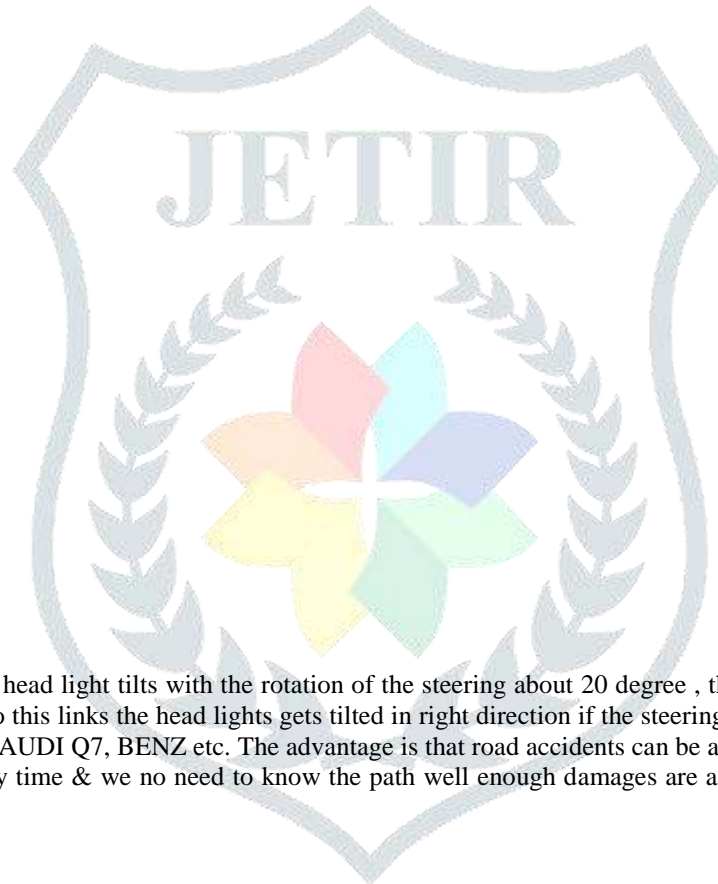 JETIR
head light tilts with the rotation of the steering about 20 degree , t
o this links the head lights gets tilted in right direction if the steering
AUDI Q7, BENZ etc. The advantage is that road accidents can be a
y time & we no need to know the path well enough damages are a